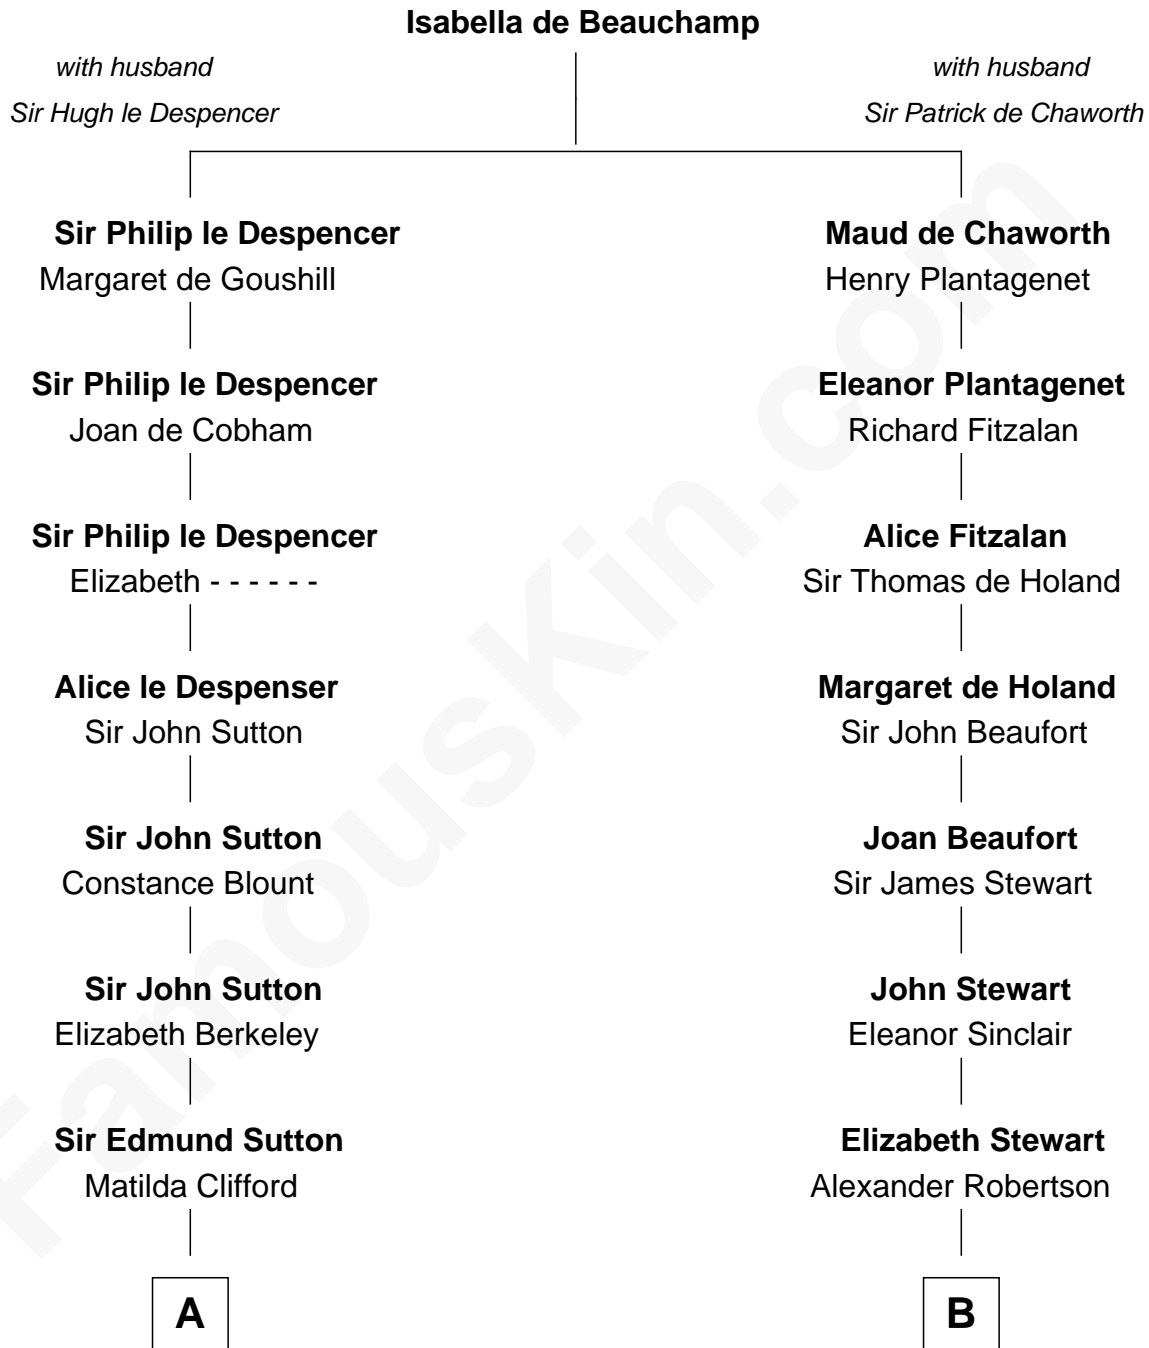 Isabella de Beauchamp
with husband
Sir Hugh le Despencer
with husband
Sir Patrick de Chaworth
Sir Philip le Despencer
Margaret de Goushill
Maud de Chaworth
Henry Plantagenet
Sir Philip le Despencer
Joan de Cobham
Eleanor Plantagenet
Richard Fitzalan
Sir Philip le Despencer
Elizabeth - - - - - -
Alice Fitzalan
Sir Thomas de Holand
Alice le Despenser
Sir John Sutton
Margaret de Holand
Sir John Beaufort
Sir John Sutton
Constance Blount
Joan Beaufort
Sir James Stewart
Sir John Sutton
Elizabeth Berkeley
John Stewart
Eleanor Sinclair
Sir Edmund Sutton
Matilda Clifford
Elizabeth Stewart
Alexander Robertson
A
B
FamousKin.com